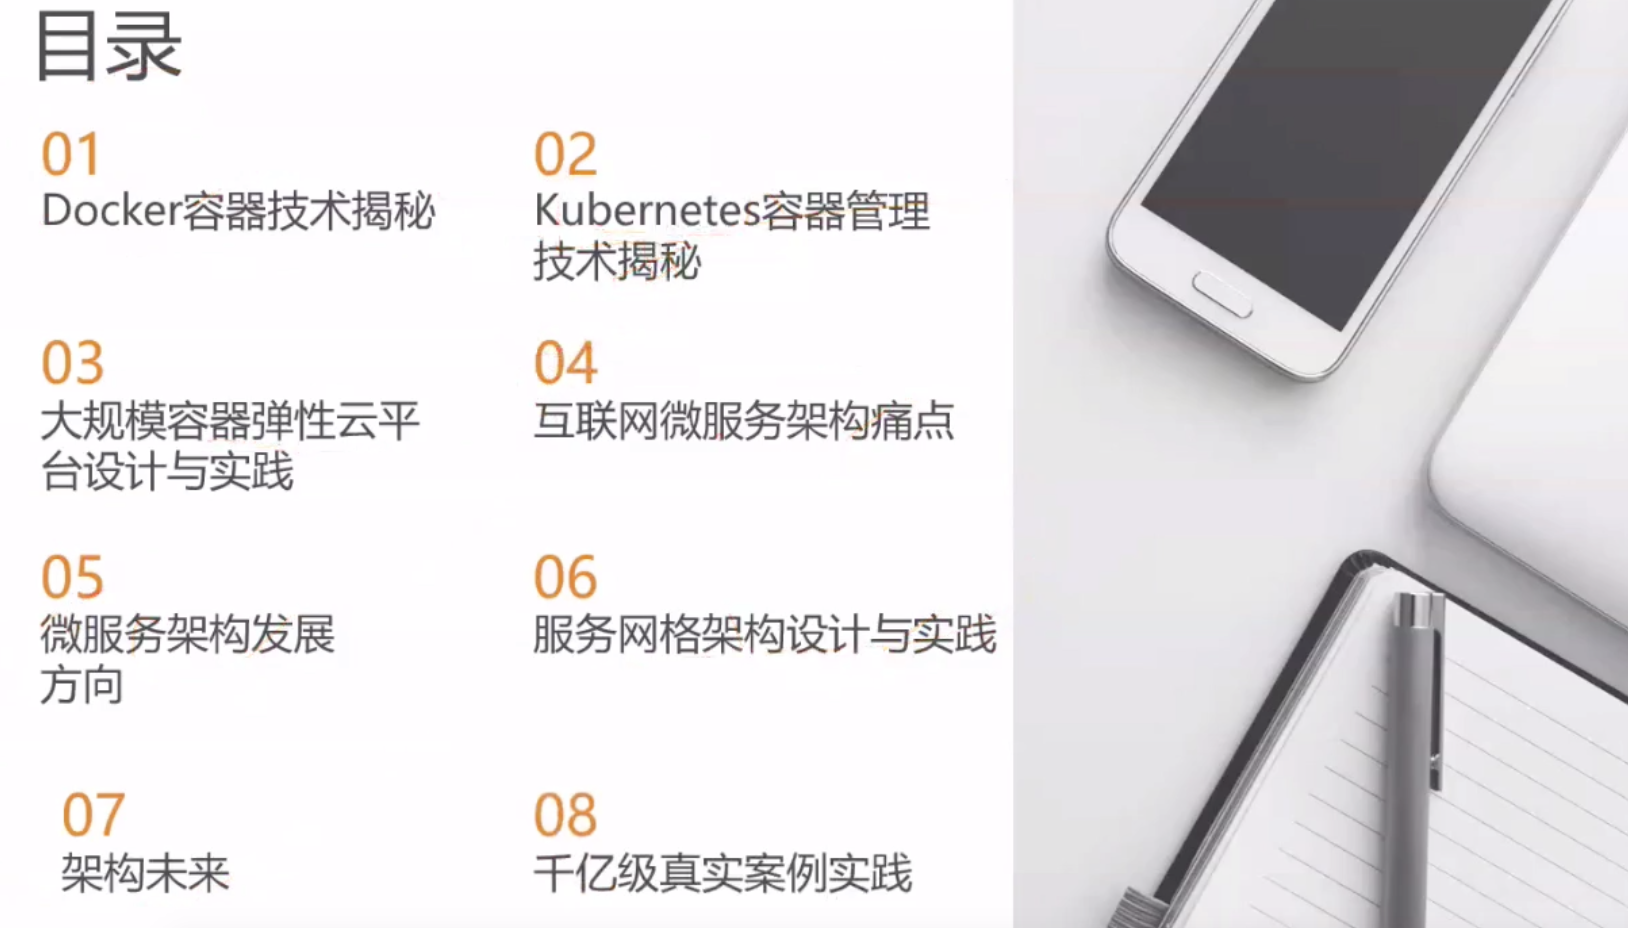 目录
01
Docker容器技术揭秘
02
Kubernetes容器管理
技术揭秘
03
大规模容器弹性云平
台设计与实践
04
互联网微服务架构痛点
05
微服务架构发展
方向
06
服务网格架构设计与实践
07
架构未来
08
千亿级真实案例实践